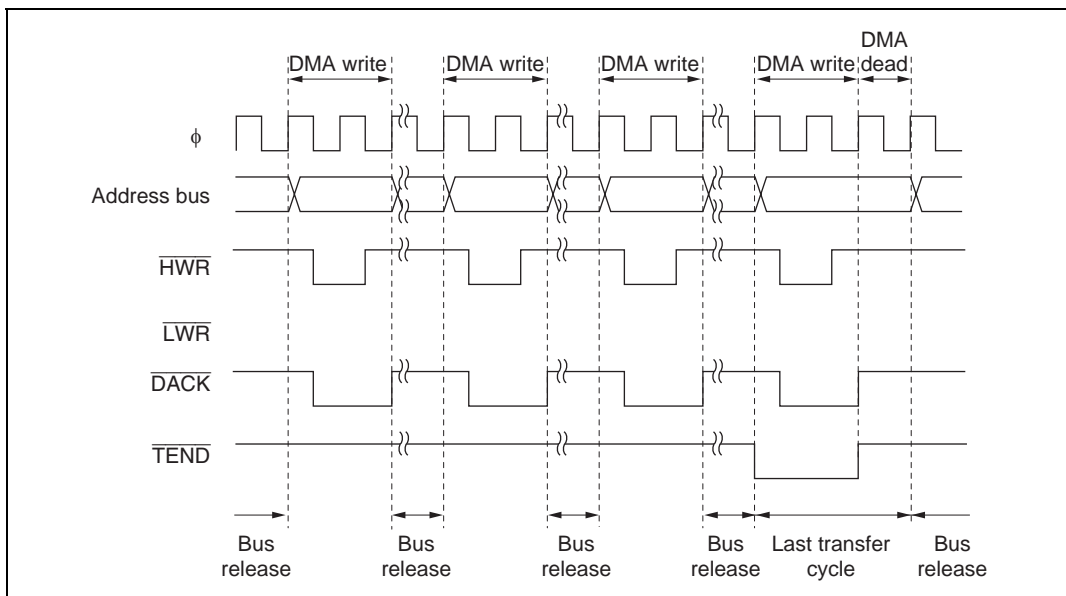 DMA
DMA write DMA write DMA write DMA write dead
φ
Address bus
HWR
LWR
DACK
TEND
Bus release
Bus release
Bus release
Bus release
Last transfer cycle
Bus release